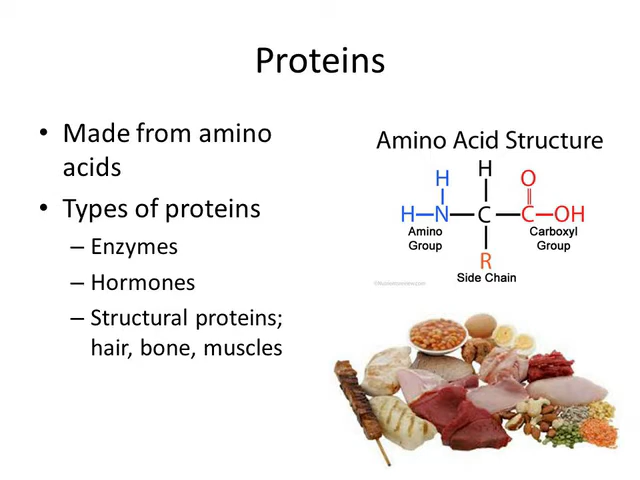 Proteins
• Made from amino
acids
• Types of proteins
– Enzymes
– Hormones
– Structural proteins;
hair, bone, muscles
Amino Acid Structure
H
H O
H–N–C–C–OH
Amino Carboxyl
Group Group
R
Side Chain